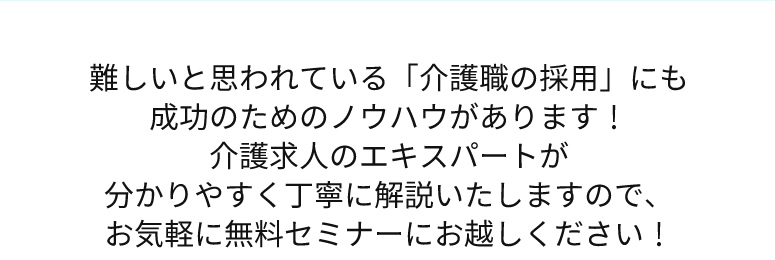 難しいと思われている「介護職の採用」にも
成功のためのノウハウがあります！
介護求人のエキスパートが
分かりやすく丁寧に解説いたしますので、
お気軽に無料セミナーにお越しください！